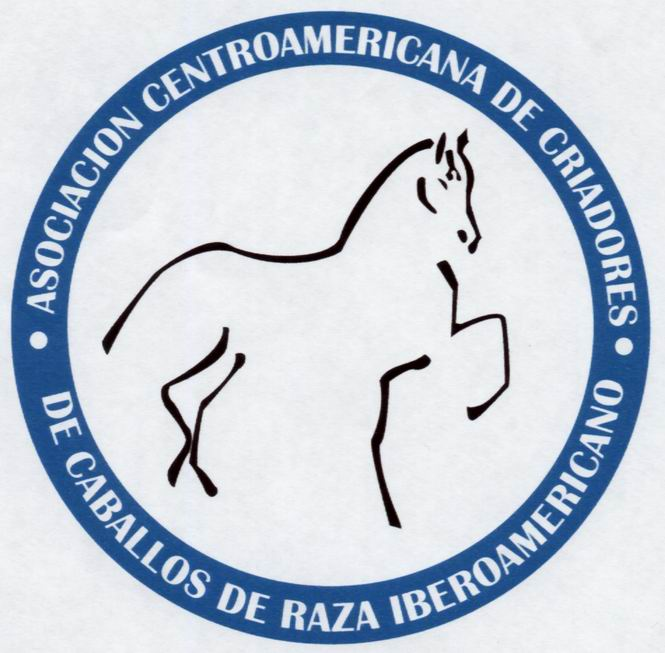 ASOCIACION CENTROAMERICANA DE CRIADORES
DE CABALLOS DE RAZA IBEROAMERICANO